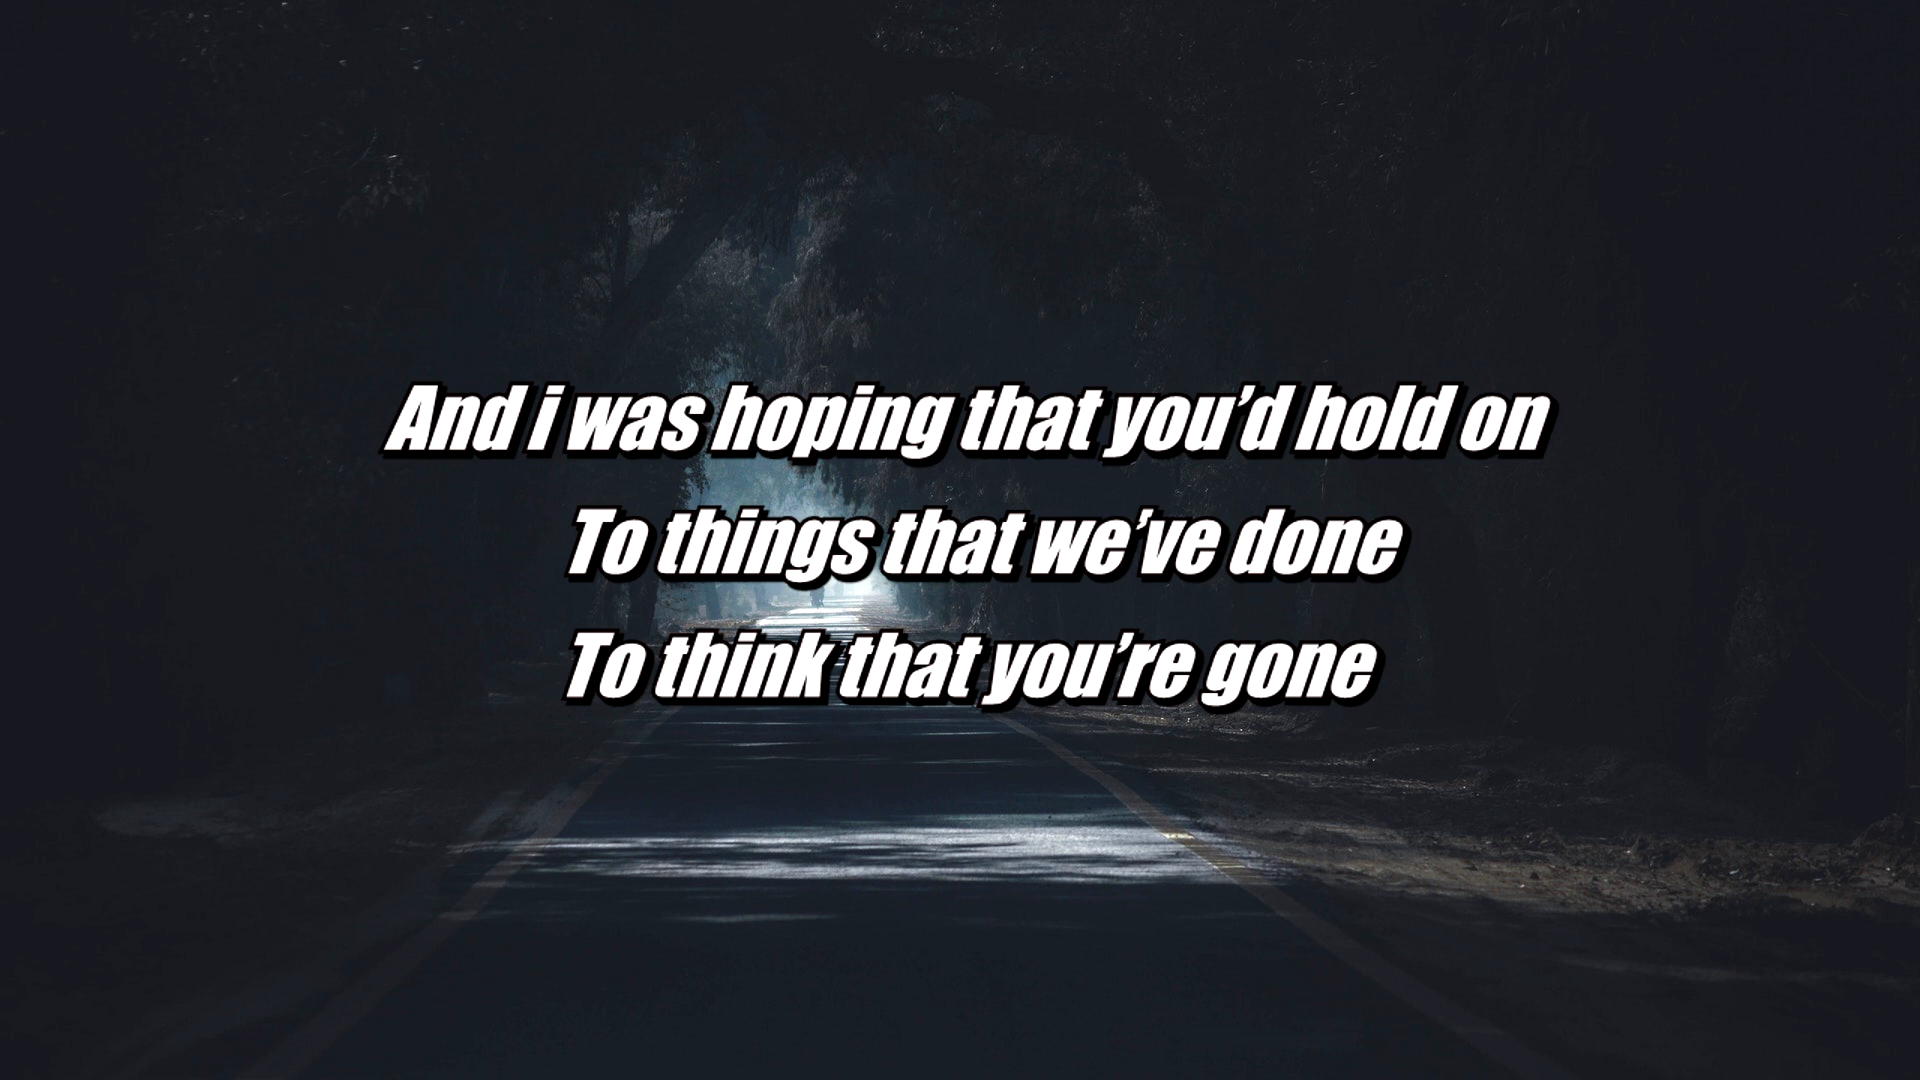 And i was hoping that you’d hold on
To things that we’ve done
To think that you’re gone